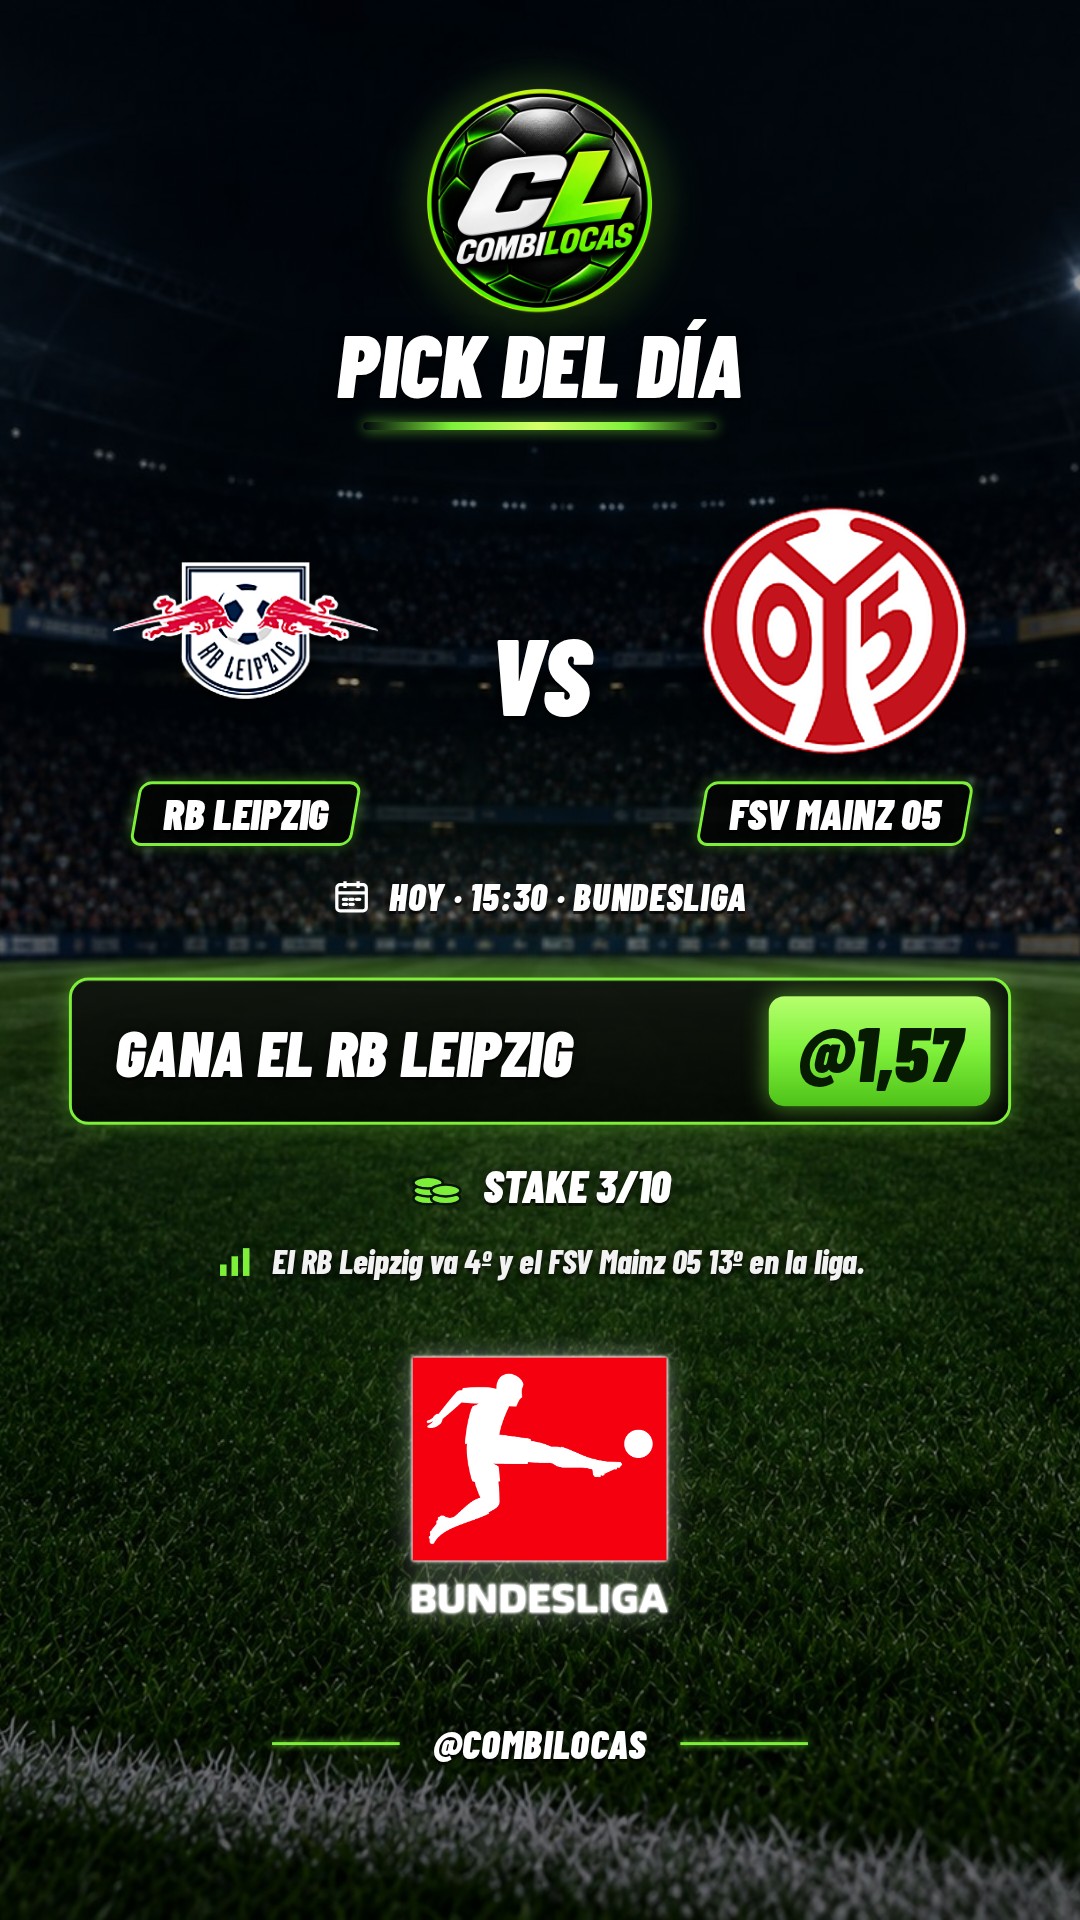 CL
COMBILOCAS
PICK DEL DÍA
RB LEIPZIG
05
VS
RB LEIPZIG
FSV MAINZ 05
HOY · 15:30 · BUNDESLIGA
GANA EL RB LEIPZIG
@1,57
STAKE 3/10
El RB Leipzig va 4º y el FSV Mainz 05 13º en la liga.
BUNDESLIGA
@COMBILOCAS